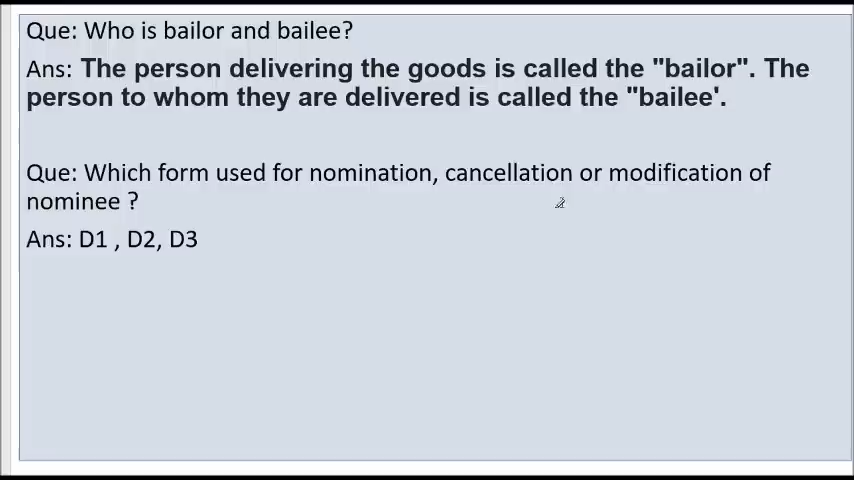 Que: Who is bailor and bailee?
Ans: The person delivering the goods is called the "bailor". The
person to whom they are delivered is called the "bailee'.
Que: Which form used for nomination, cancellation or modification of
nominee ?
Ans: D1 , D2, D3